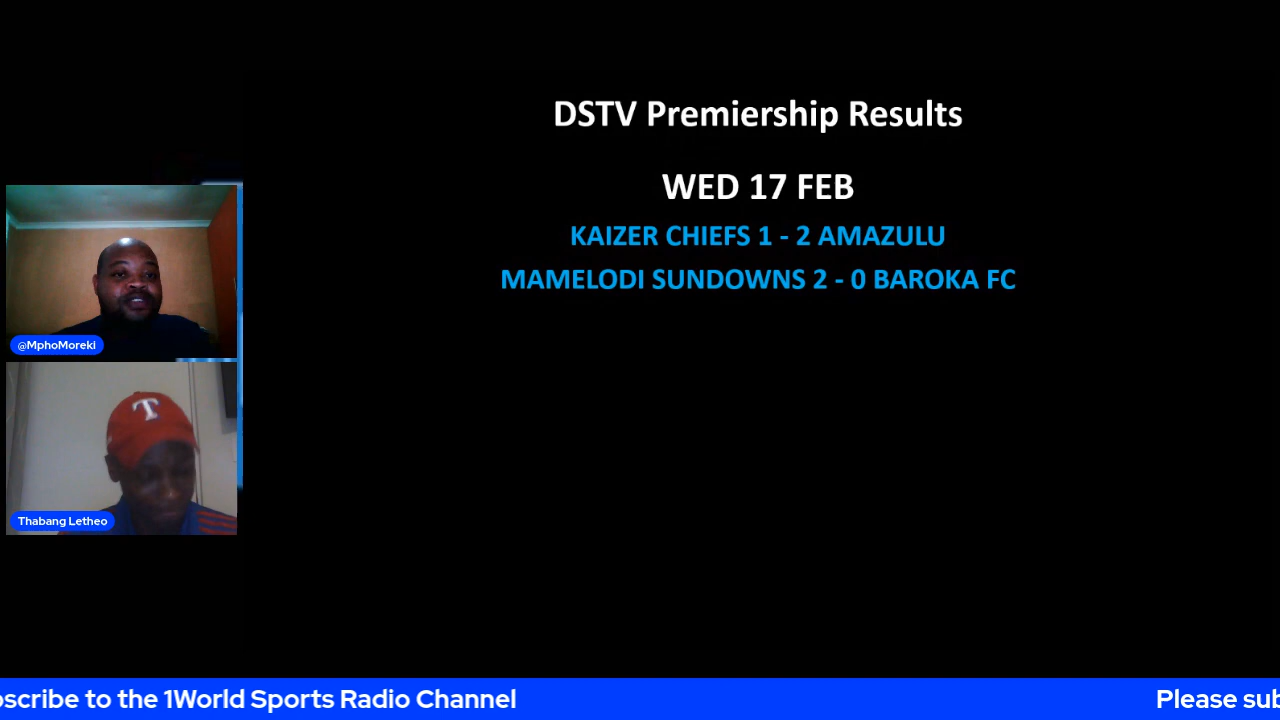 DSTV Premiership Results
WED 17 FEB
KAIZER CHIEFS 1 - 2 AMAZULU
MAMELODI SUNDOWNS 2 - 0 BAROKA FC
@MphoMoreki
T
Thabang Letheo
oscribe to the 1World Sports Radio Channel
Please sub